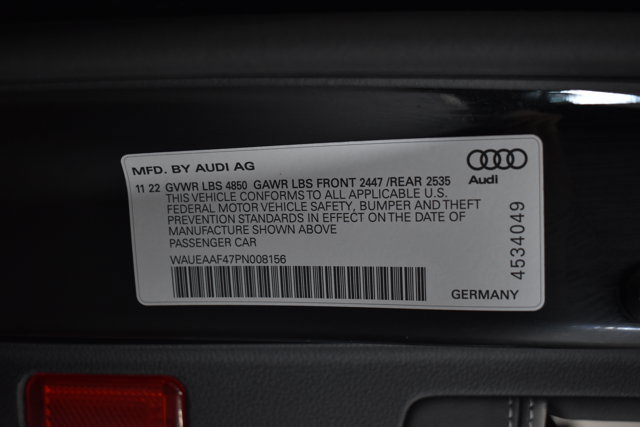 MFD. BY AUDI AG
11 22 GVWR LBS 4850 GAWR LBS FRONT 2447 /REAR 2535
THIS VEHICLE CONFORMS TO ALL APPLICABLE U.S.
FEDERAL MOTOR VEHICLE SAFETY, BUMPER AND THEFT
PREVENTION STANDARDS IN EFFECT ON THE DATE OF
MANUFACTURE SHOWN ABOVE
PASSENGER CAR
WAUEAAF47PN008156
Audi
4534049
GERMANY